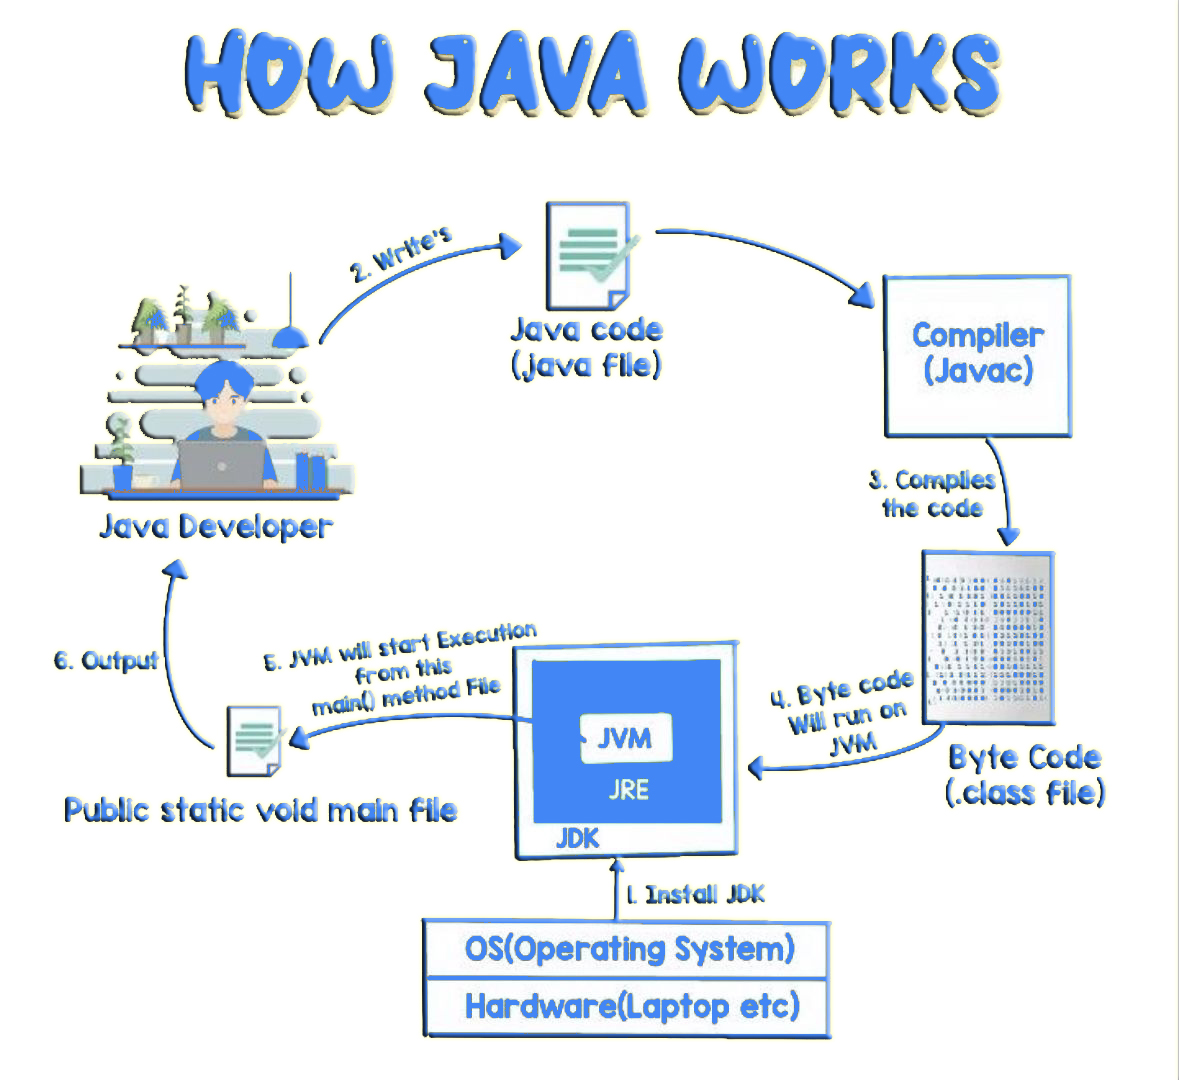 HOW JAVA WORKS
2. Write's
Java code
(.java file)
Compiler
(Javac)
Java Developer
3. Complies
the code
6. Output
5. JVM will start Execution
from this
main() method File
4. Byte code
Will run on
JVM
JVM
JRE
JDK
Byte Code
(.class file)
Public static void main file
1. Install JDK
OS(Operating System)
Hardware(Laptop etc)